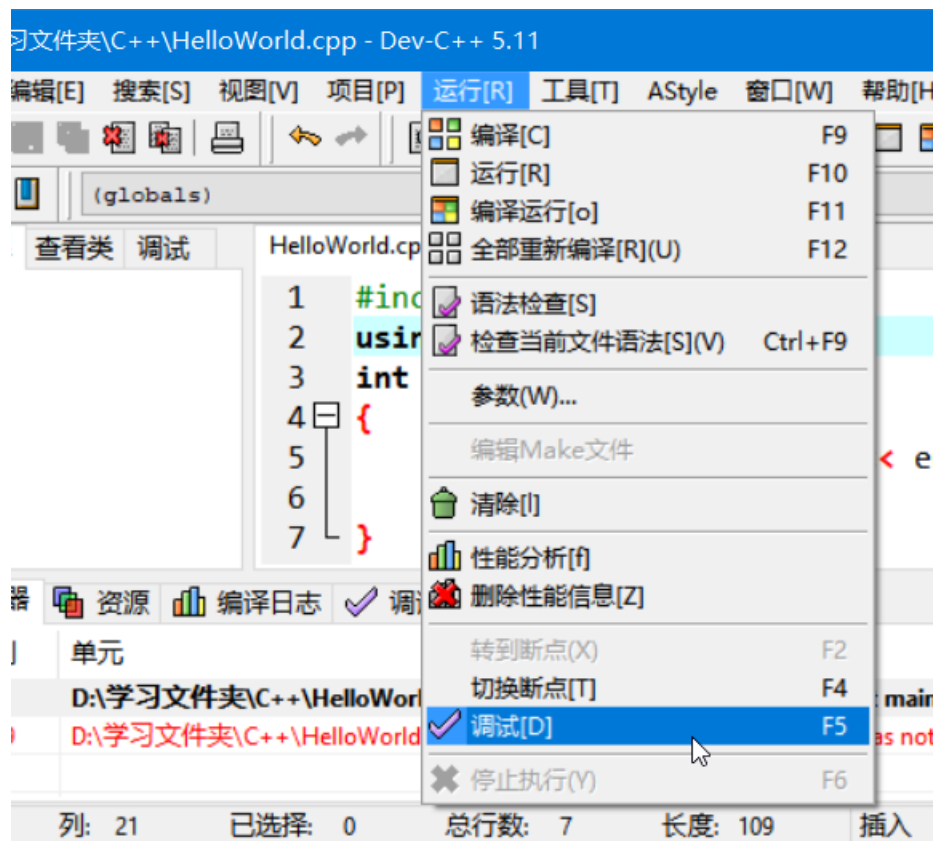 习文件夹\C++\HelloWorld.cpp - Dev-C++ 5.11
编辑[E] 搜索[S] 视图[V] 项目[P] 运行[R] 工具[T] AStyle 窗口[W] 帮助[H
(globals)
查看类 调试
HelloWorld.cp
1 #inc
2 usin
3 int
4 {
5 < e
6
7 }
编译[C] F9
运行[R] F10
编译运行[o] F11
全部重新编译[R](U) F12
语法检查[S]
检查当前文件语法[S](V) Ctrl+F9
参数(W)...
编辑Make文件
清除[l]
性能分析[f]
删除性能信息[Z]
转到断点(X) F2
切换断点[T] F4
调试[D] F5
停止执行(Y) F6
器 资源 编译日志 调
单元
D:\学习文件夹\C++\HelloWorl main
D:\学习文件夹\C++\HelloWorld as not
列: 21 已选择: 0 总行数: 7 长度: 109 插入